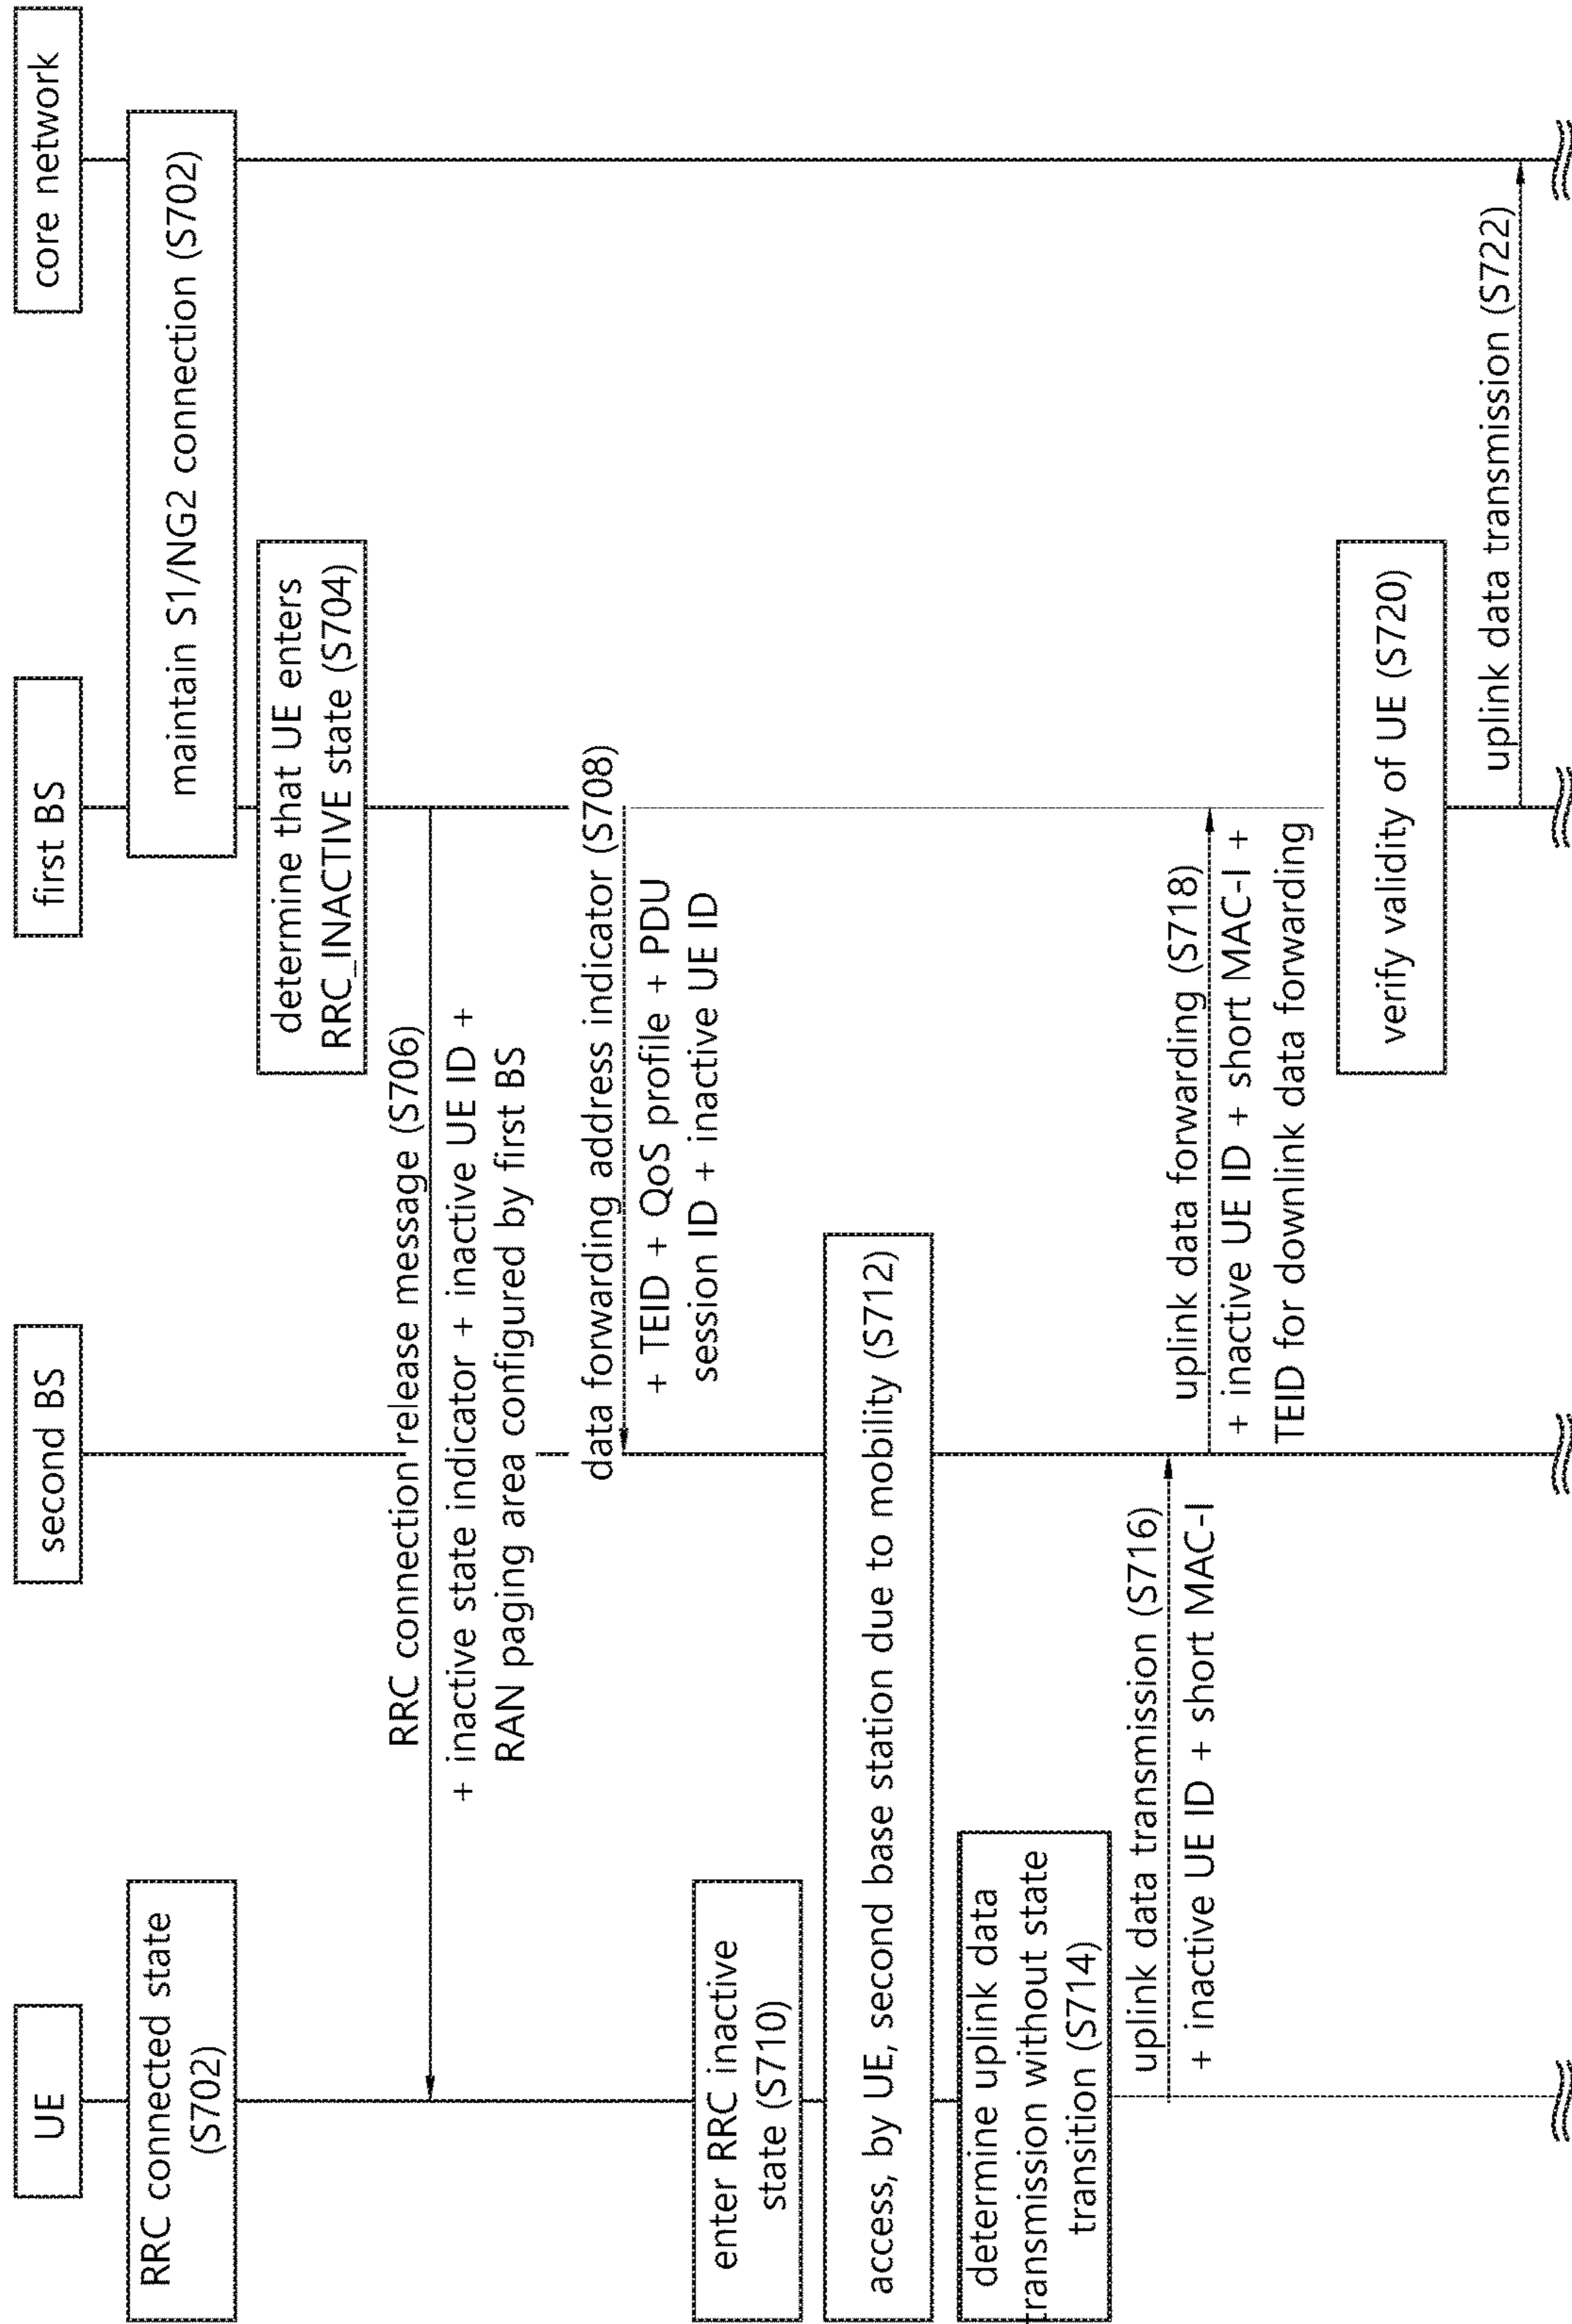 UE
second BS
first BS
core network
RRC connected state
(S702)
maintain S1/NG2 connection (S702)
determine that UE enters
RRC_INACTIVE state (S704)
RRC connection release message (S706)
+ inactive state indicator + inactive UE ID +
RAN paging area configured by first BS
data forwarding address indicator (S708)
+ TEID + QoS profile + PDU
session ID + inactive UE ID
enter RRC inactive
state (S710)
access, by UE, second base station due to mobility (S712)
determine uplink data
transmission without state
transition (S714)
uplink data transmission (S716)
+ inactive UE ID + short MAC-I
uplink data forwarding (S718)
+ inactive UE ID + short MAC-I +
TEID for downlink data forwarding
verify validity of UE (S720)
uplink data transmission (S722)